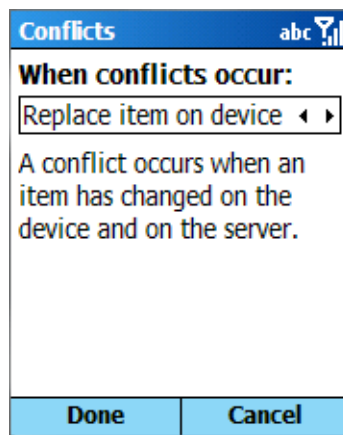 Conflicts abc
When conflicts occur:
Replace item on device
A conflict occurs when an
item has changed on the
device and on the server.
Done Cancel